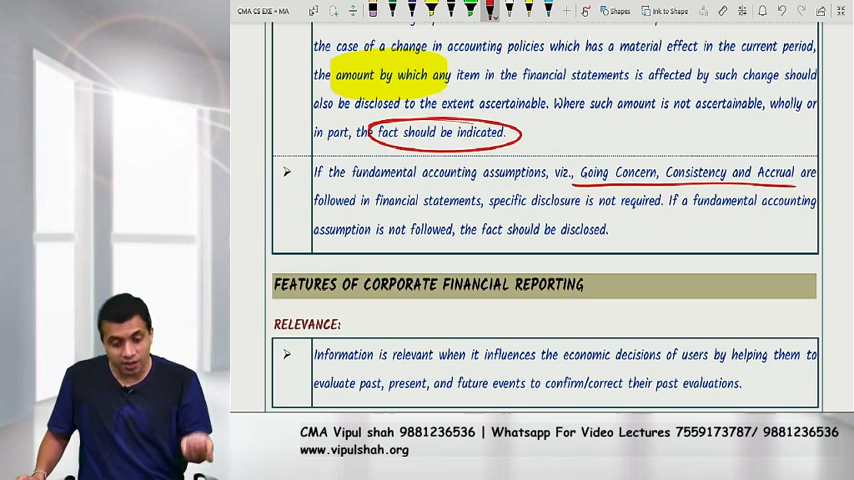 CMA CS EXE = MA
Shapes
Ink to Shape
the case of a change in accounting policies which has a material effect in the current period,
the amount by which any item in the financial statements is affected by such change should
also be disclosed to the extent ascertainable. Where such amount is not ascertainable, wholly or
in part, the fact should be indicated.
➢ If the fundamental accounting assumptions, viz., Going Concern, Consistency and Accrual are
followed in financial statements, specific disclosure is not required. If a fundamental accounting
assumption is not followed, the fact should be disclosed.
FEATURES OF CORPORATE FINANCIAL REPORTING
RELEVANCE:
➢ Information is relevant when it influences the economic decisions of users by helping them to
evaluate past, present, and future events to confirm/correct their past evaluations.
CMA Vipul shah 9881236536 | Whatsapp For Video Lectures 7559173787/ 9881236536
www.vipulshah.org